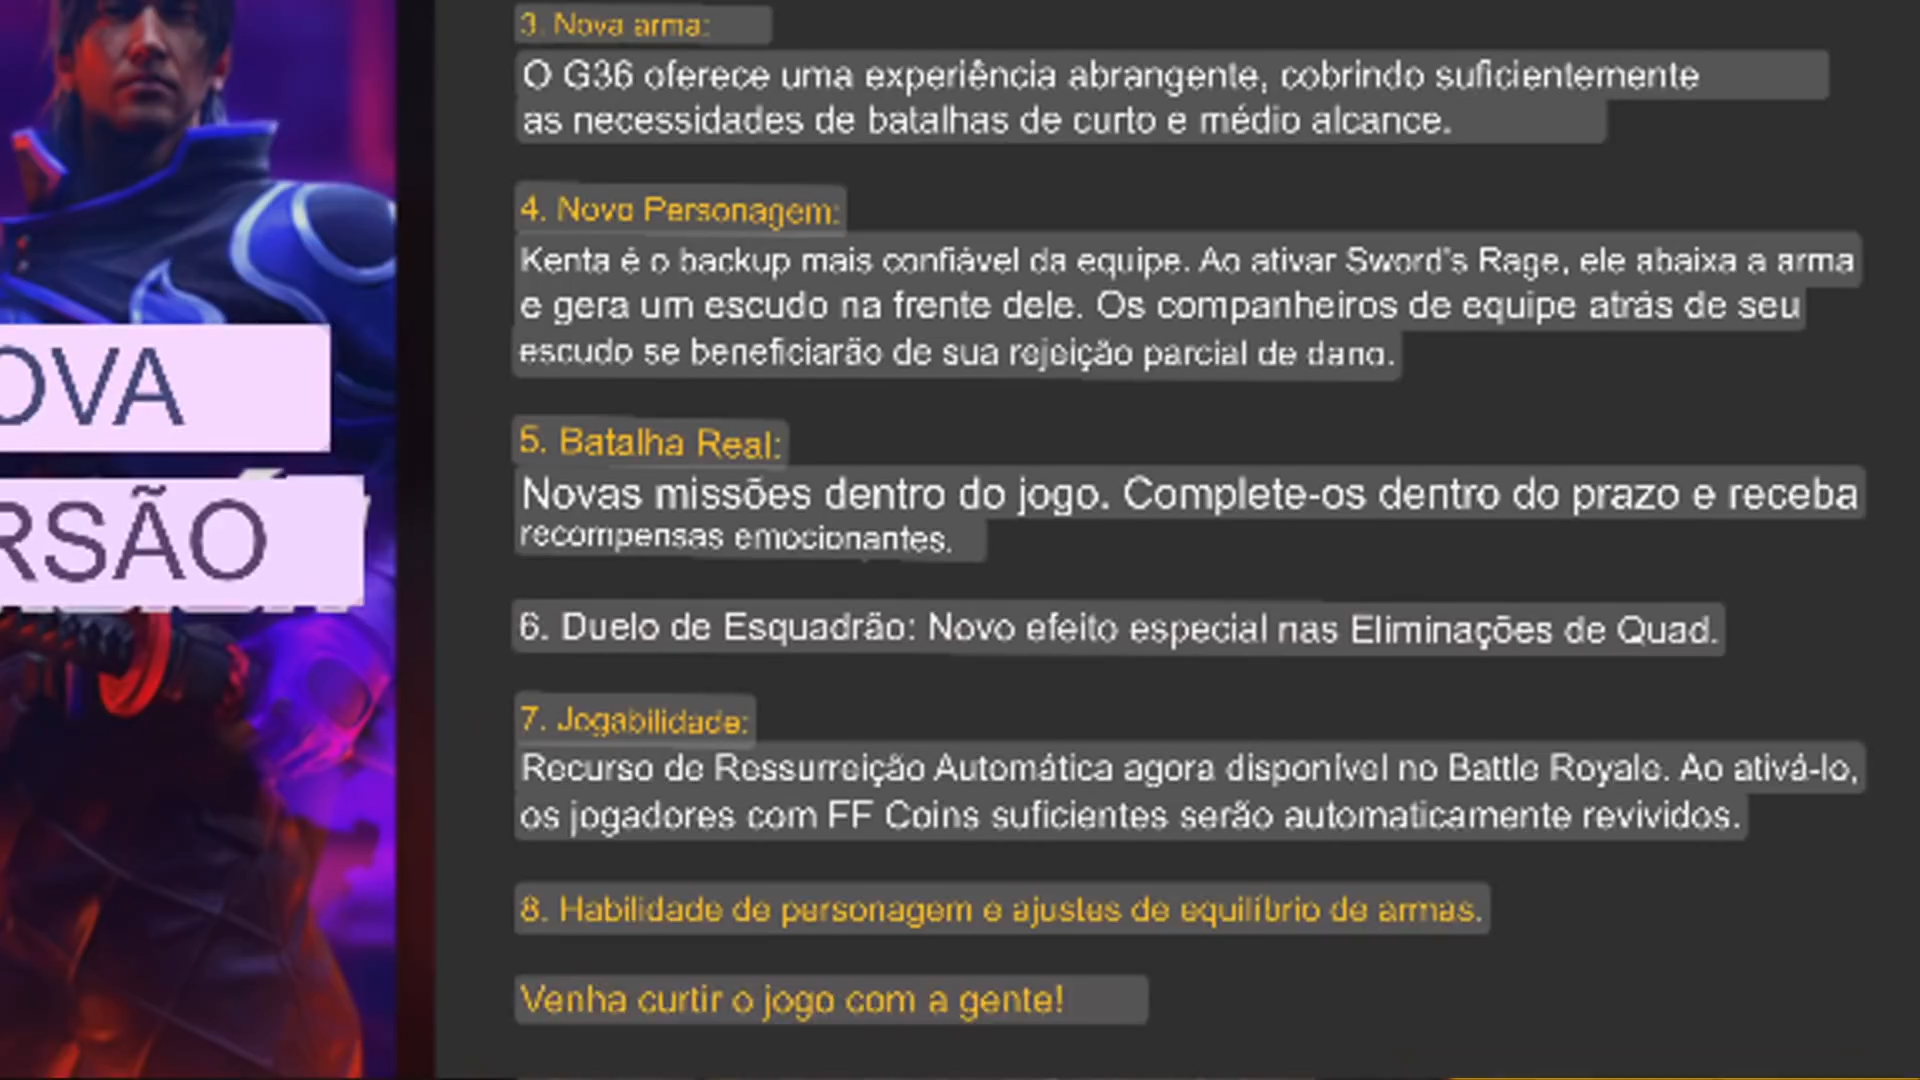 OVA
RSÃO
3. Nova arma:
O G36 oferece uma experiência abrangente, cobrindo suficientemente
as necessidades de batalhas de curto e médio alcance.
4. Novo Personagem:
Kenta é o backup mais confiável da equipe. Ao ativar Sword's Rage, ele abaixa a arma
e gera um escudo na frente dele. Os companheiros de equipe atrás de seu
escudo se beneficiarão de sua rejeição parcial de dano.
5. Batalha Real:
Novas missões dentro do jogo. Complete-os dentro do prazo e receba
recompensas emocionantes.
6. Duelo de Esquadrão: Novo efeito especial nas Eliminações de Quad.
7. Jogabilidade:
Recurso de Ressurreição Automática agora disponível no Battle Royale. Ao ativá-lo,
os jogadores com FF Coins suficientes serão automaticamente revividos.
8. Habilidade de personagem e ajustes de equilíbrio de armas.
Venha curtir o jogo com a gente!